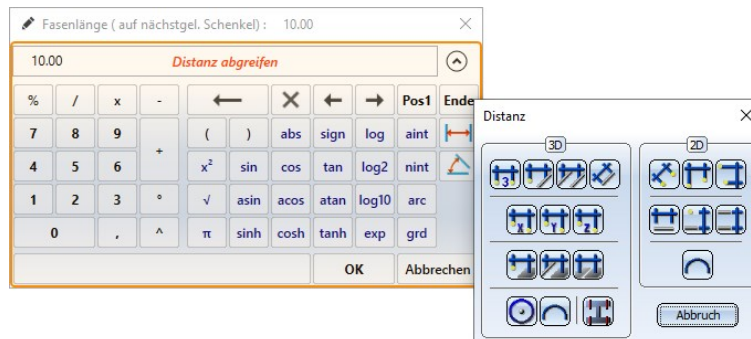 Fasenlänge ( auf nächstgel. Schenkel) : 10.00
10.00 Distanz abgreifen
% / x - Pos1 Ende
7 8 9 + ( ) abs sign log aint
4 5 6 x² sin cos tan log2 nint
1 2 3 ° √ asin acos atan log10 arc
0 , ^ π sinh cosh tanh exp grd
OK Abbrechen
Distanz
3D 2D
3
X Y Z
Abbruch